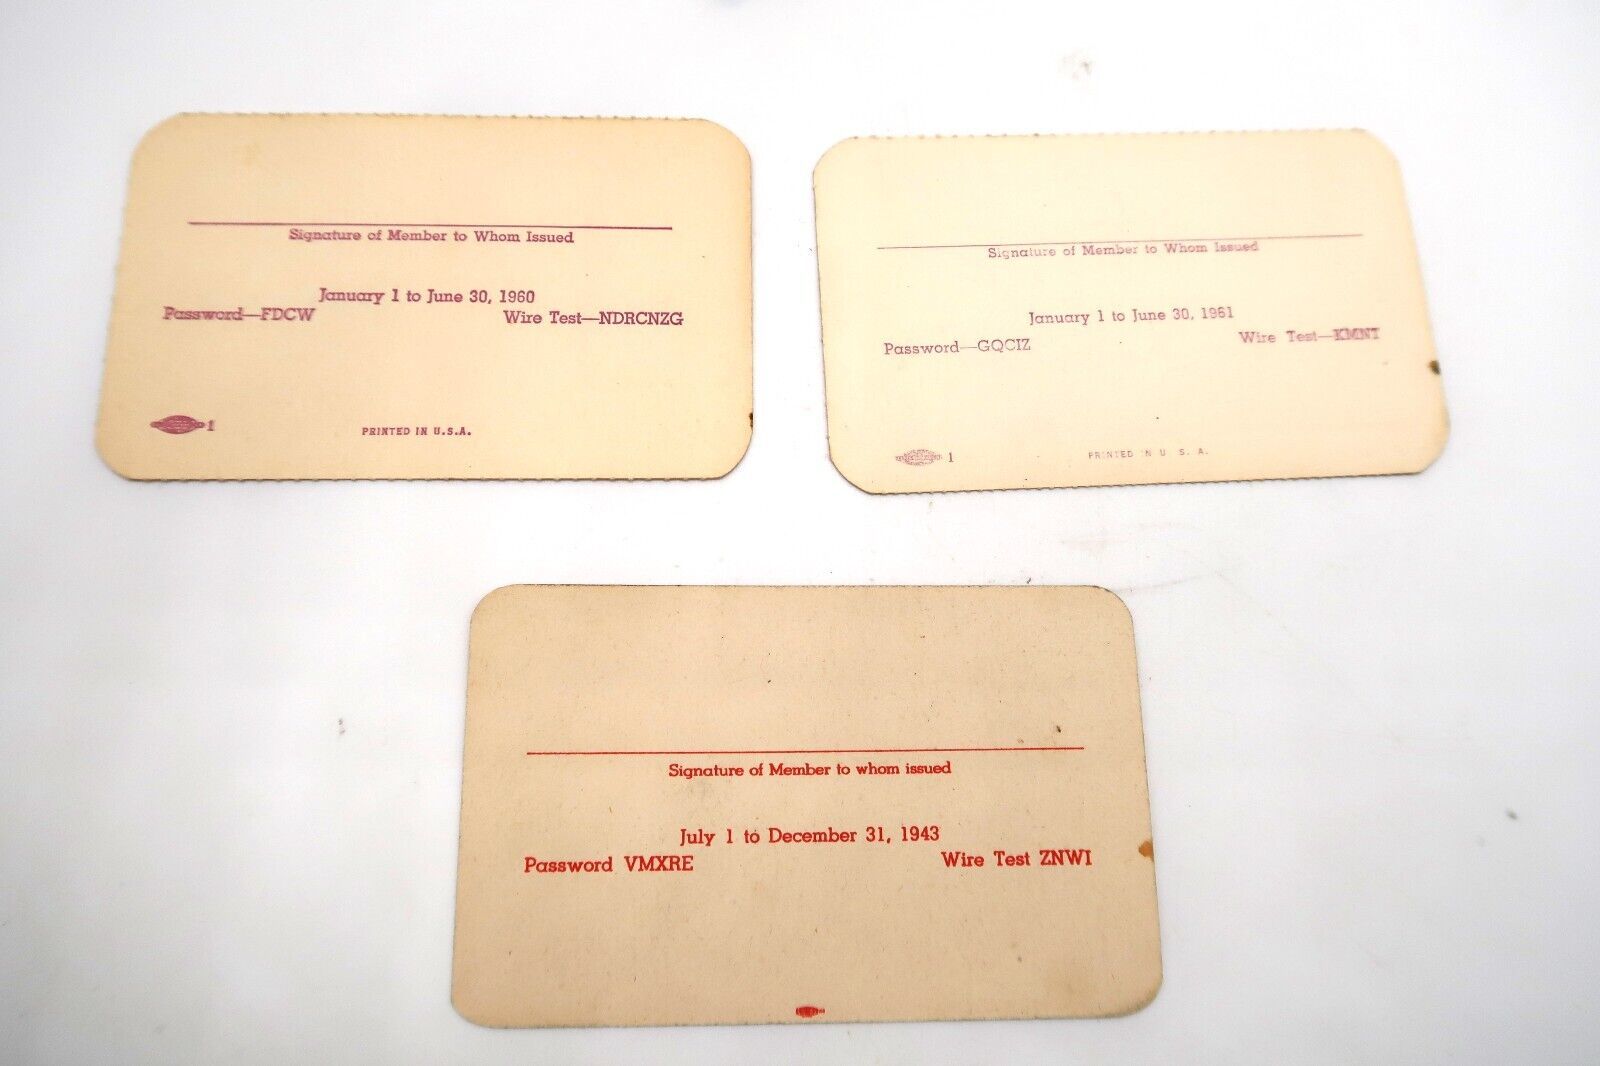 Signature of Member to Whom Issued
January 1 to June 30, 1960
Password—FDCW Wire Test—NDRCNZG
1
PRINTED IN U.S.A.
Signature of Member to Whom Issued
January 1 to June 30, 1961
Password—GQCIZ Wire Test—KMNT
1
PRINTED IN U. S. A.
Signature of Member to whom issued
July 1 to December 31, 1943
Password VMXRE Wire Test ZNWI